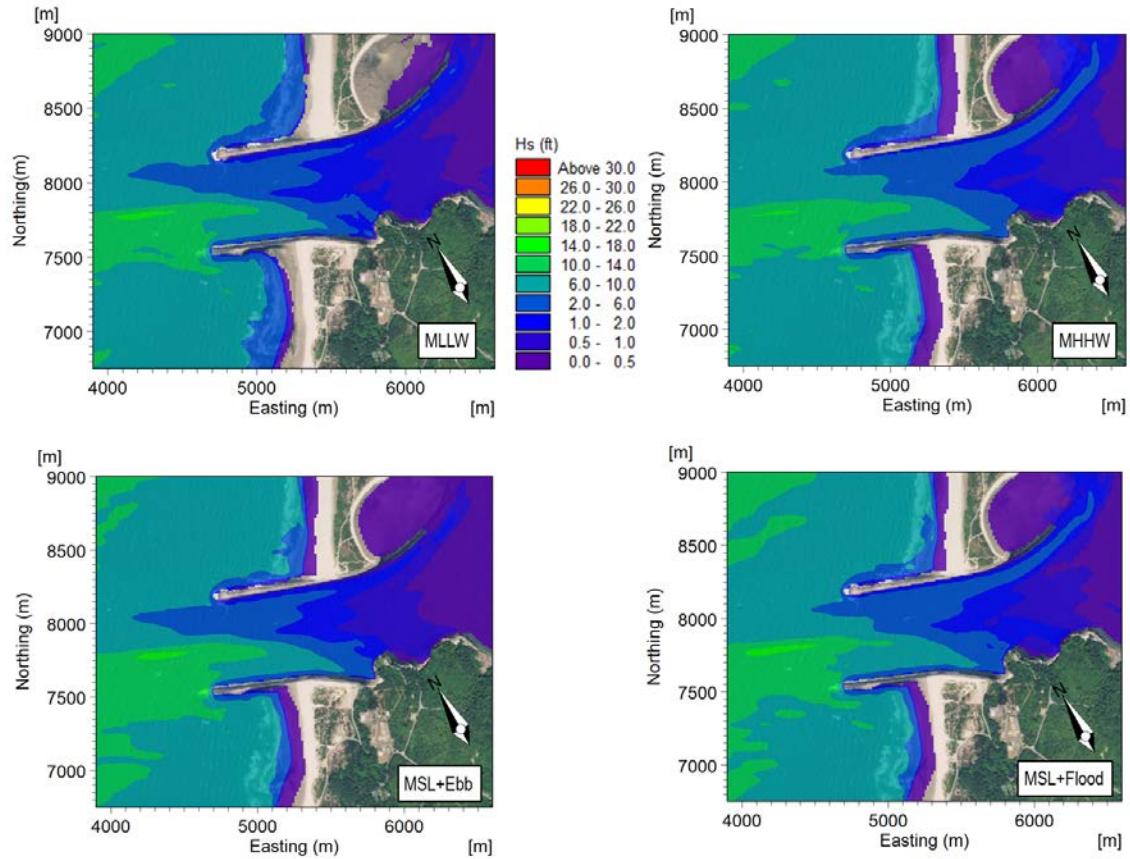 [m]
9000
8500
8000
7500
7000
Northing(m)
4000 5000 6000
Easting (m) [m]
N
MLLW
Hs (ft)
Above 30.0
26.0 - 30.0
22.0 - 26.0
18.0 - 22.0
14.0 - 18.0
10.0 - 14.0
6.0 - 10.0
2.0 - 6.0
1.0 - 2.0
0.5 - 1.0
0.0 - 0.5
[m]
9000
8500
8000
7500
7000
Northing (m)
4000 5000 6000
Easting (m) [m]
N
MHHW
[m]
9000
8500
8000
7500
7000
Northing (m)
4000 5000 6000
Easting (m) [m]
N
MSL+Ebb
[m]
9000
8500
8000
7500
7000
Northing (m)
4000 5000 6000
Easting (m) [m]
N
MSL+Flood